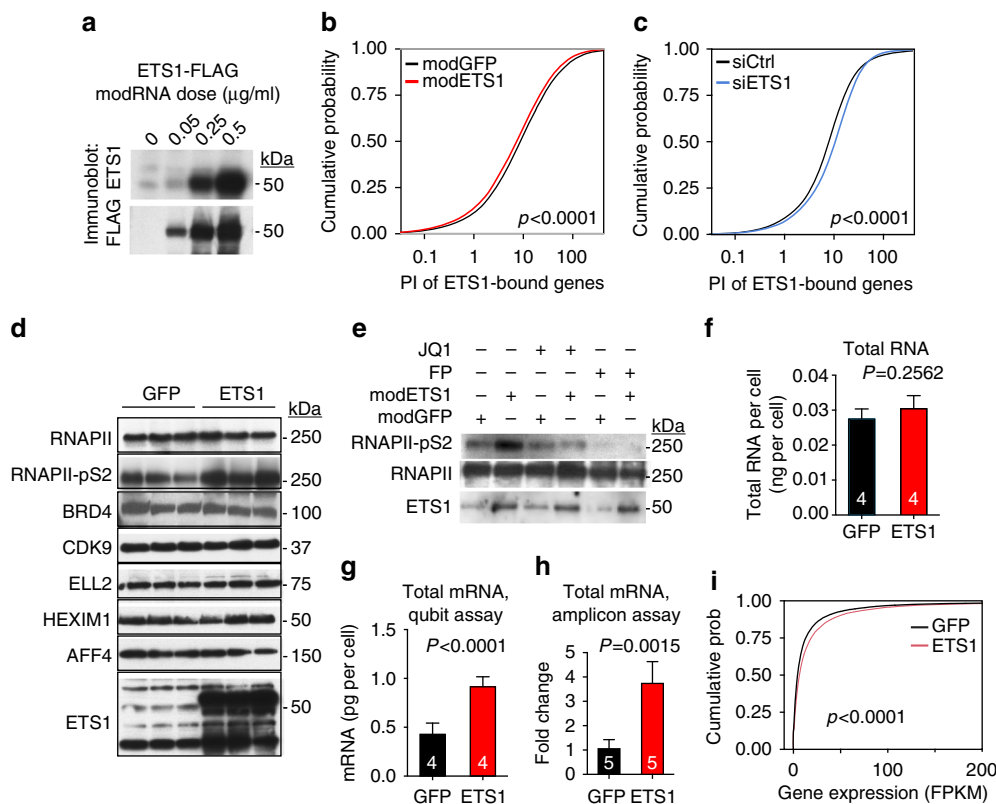 a
ETS1-FLAG
modRNA dose (µg/ml)
0 0.05 0.25 0.5
kDa
Immunoblot:
FLAG ETS1
-50
-50
b
Cumulative probability
1.00
0.75
0.50
0.25
0.00
modGFP
modETS1
p<0.0001
0.1 1 10 100
PI of ETS1-bound genes
c
Cumulative probability
1.00
0.75
0.50
0.25
0.00
siCtrl
siETS1
p<0.0001
0.1 1 10 100
PI of ETS1-bound genes
d
GFP ETS1
kDa
RNAPII -250
RNAPII-pS2 -250
BRD4 -100
CDK9 -37
ELL2 -75
HEXIM1 -50
AFF4 -150
ETS1 -50
e
JQ1 – – + + – –
FP – – – – + +
modETS1 – + – + – +
modGFP + – + – + –
kDa
RNAPII-pS2 -250
RNAPII -250
ETS1 -50
f
Total RNA
P=0.2562
Total RNA per cell
(ng per cell)
0.04
0.03
0.02
0.01
0.00
4 4
GFP ETS1
g
Total mRNA,
qubit assay
P<0.0001
mRNA (pg per cell)
1.5
1.0
0.5
0.0
4 4
GFP ETS1
h
Total mRNA,
amplicon assay
P=0.0015
Fold change
5
4
3
2
1
0
5 5
GFP ETS1
i
Cumulative prob
1.00
0.75
0.50
0.25
0.00
GFP
ETS1
p<0.0001
0 100 200
Gene expression (FPKM)